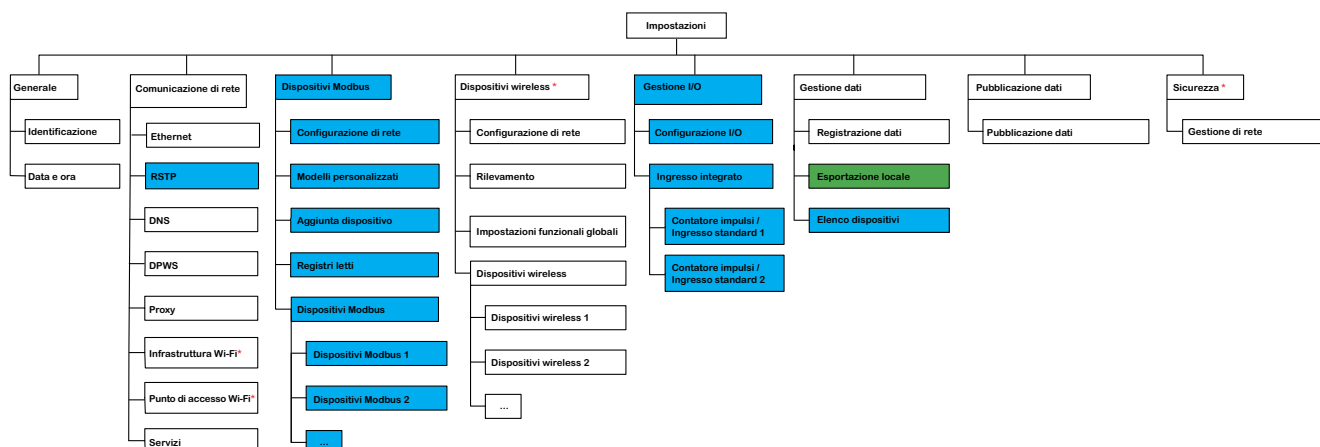 Impostazioni
Generale
Identificazione
Data e ora
Comunicazione di rete
Ethernet
RSTP
DNS
DPWS
Proxy
Infrastruttura Wi-Fi*
Punto di accesso Wi-Fi*
Servizi
Dispositivi Modbus
Configurazione di rete
Modelli personalizzati
Aggiunta dispositivo
Registri letti
Dispositivi Modbus
Dispositivi Modbus 1
Dispositivi Modbus 2
...
Dispositivi wireless *
Configurazione di rete
Rilevamento
Impostazioni funzionali globali
Dispositivi wireless
Dispositivi wireless 1
Dispositivi wireless 2
...
Gestione I/O
Configurazione I/O
Ingresso integrato
Contatore impulsi /
Ingresso standard 1
Contatore impulsi /
Ingresso standard 2
Gestione dati
Registrazione dati
Esportazione locale
Elenco dispositivi
Pubblicazione dati
Pubblicazione dati
Sicurezza *
Gestione di rete